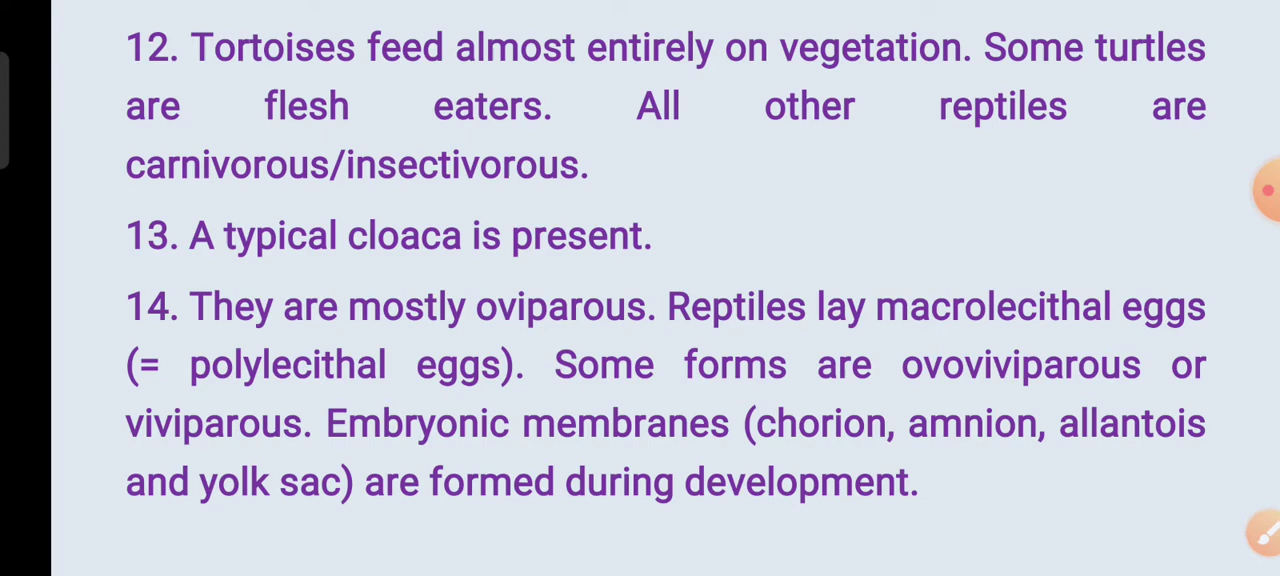 12. Tortoises feed almost entirely on vegetation. Some turtles
are flesh eaters. All other reptiles are
carnivorous/insectivorous.
13. A typical cloaca is present.
14. They are mostly oviparous. Reptiles lay macrolecithal eggs
(= polylecithal eggs). Some forms are ovoviviparous or
viviparous. Embryonic membranes (chorion, amnion, allantois
and yolk sac) are formed during development.